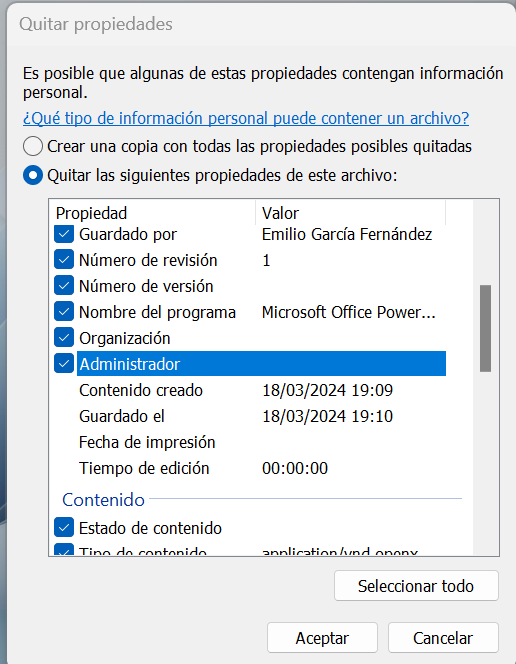 Quitar propiedades
Es posible que algunas de estas propiedades contengan información
personal.
¿Qué tipo de información personal puede contener un archivo?
Crear una copia con todas las propiedades posibles quitadas
Quitar las siguientes propiedades de este archivo:
Propiedad Valor
Guardado por Emilio García Fernández
Número de revisión 1
Número de versión
Nombre del programa Microsoft Office Power...
Organización
Administrador
Contenido creado 18/03/2024 19:09
Guardado el 18/03/2024 19:10
Fecha de impresión
Tiempo de edición 00:00:00
Contenido
Estado de contenido
Tipo de contenido application/vnd.openx
Seleccionar todo
Aceptar Cancelar